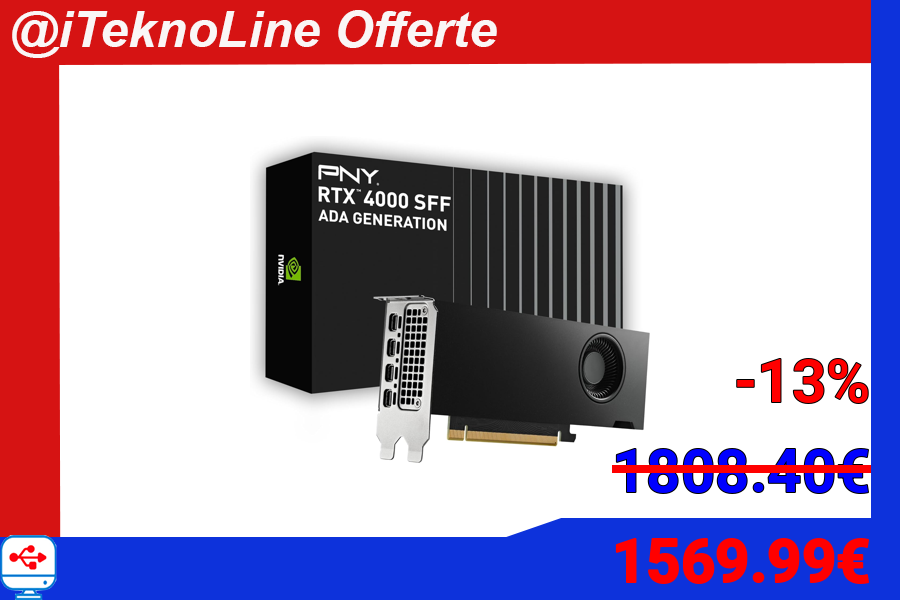 @iTeknoLine Offerte
PNY
RTX™ 4000 SFF
ADA GENERATION
NVIDIA
-13%
1808.40€
1569.99€